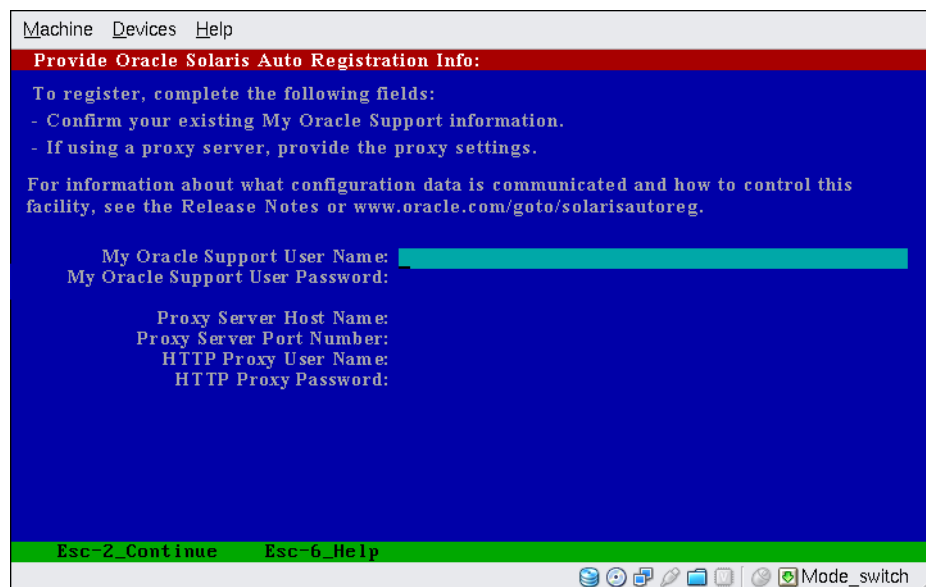 Machine Devices Help
Provide Oracle Solaris Auto Registration Info:
To register, complete the following fields:
- Confirm your existing My Oracle Support information.
- If using a proxy server, provide the proxy settings.
For information about what configuration data is communicated and how to control this
facility, see the Release Notes or www.oracle.com/goto/solarisautoreg.
My Oracle Support User Name:
My Oracle Support User Password:
Proxy Server Host Name:
Proxy Server Port Number:
HTTP Proxy User Name:
HTTP Proxy Password:
Esc-2_Continue Esc-6_Help
Mode_switch